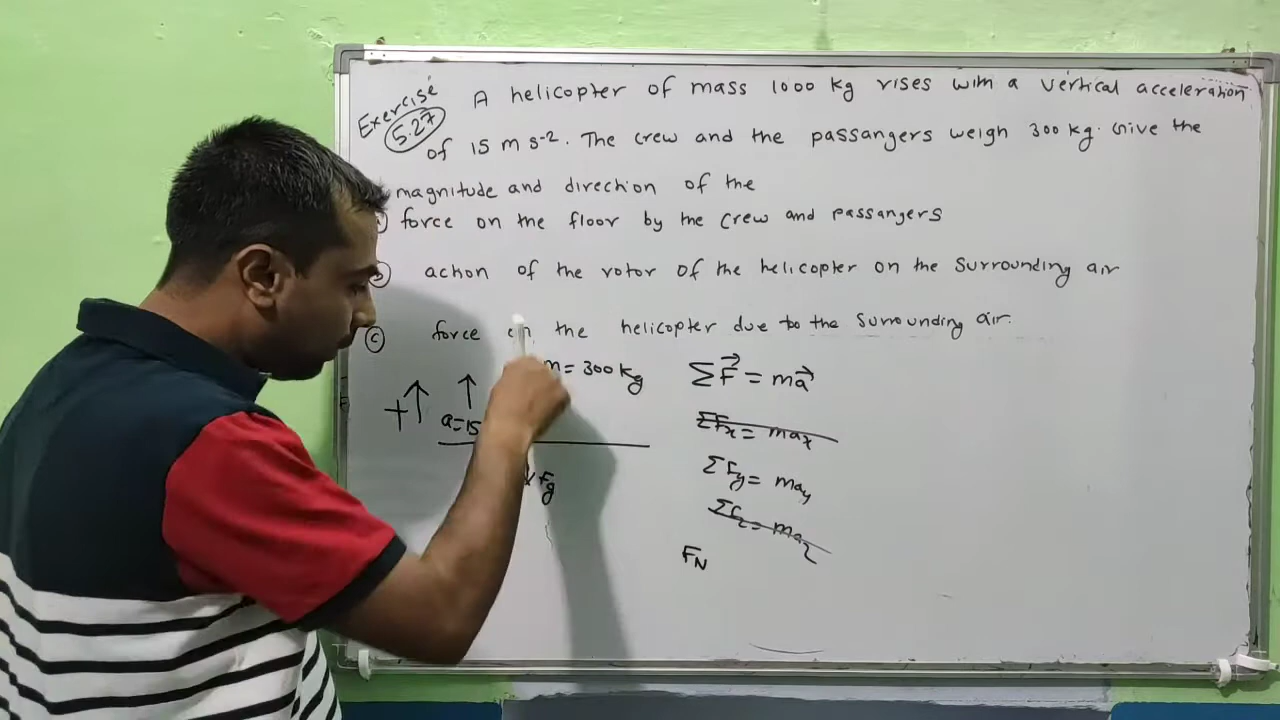 Exercise
5.27
A helicopter of mass 1000 kg rises with a vertical acceleration
of 15 m s⁻². The crew and the passangers weigh 300 kg. Give the
magnitude and direction of the
force on the floor by the crew and passangers
action of the rotor of the helicopter on the surrounding air
c force on the helicopter due to the surrounding air.
m = 300 kg
+↑ ↑
a=15
Fg
ΣF⃗ = ma⃗
ΣFx = max
ΣFy = may
ΣFz = maz
FN